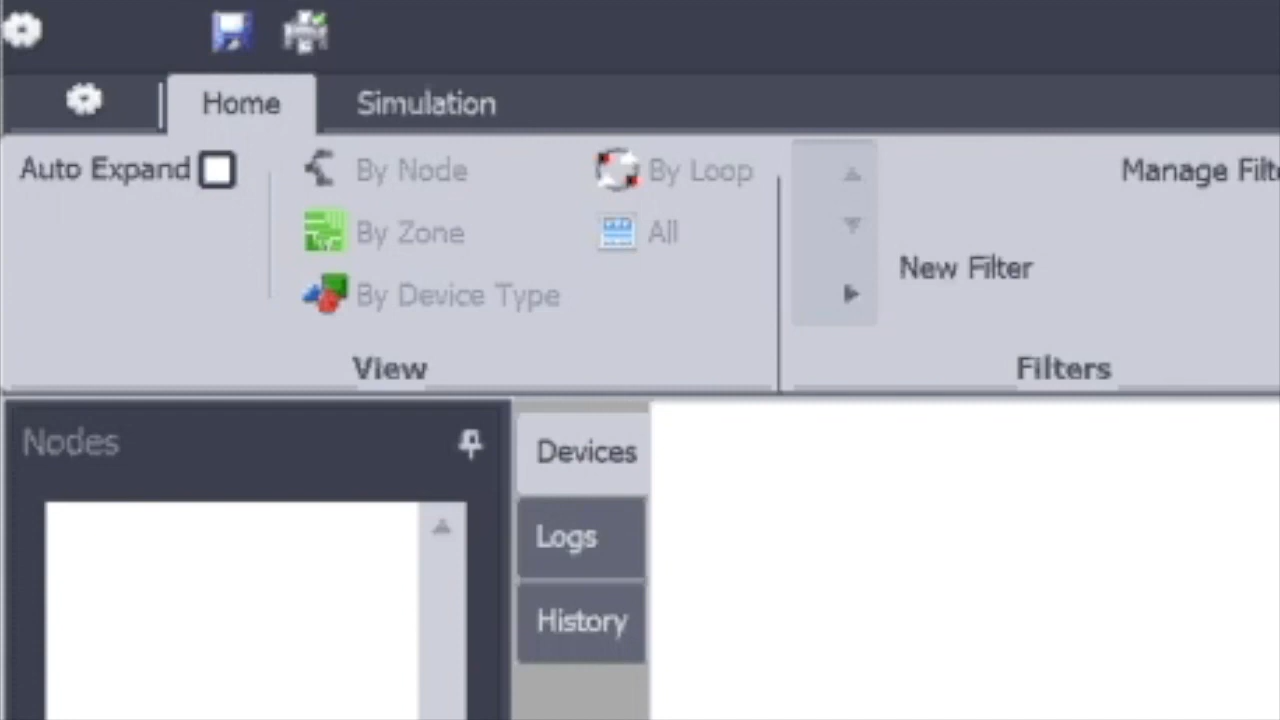 Home Simulation
Auto Expand By Node By Loop Manage
By Zone All
New Filter
By Device Type
View Filters
Nodes Devices
Logs
History